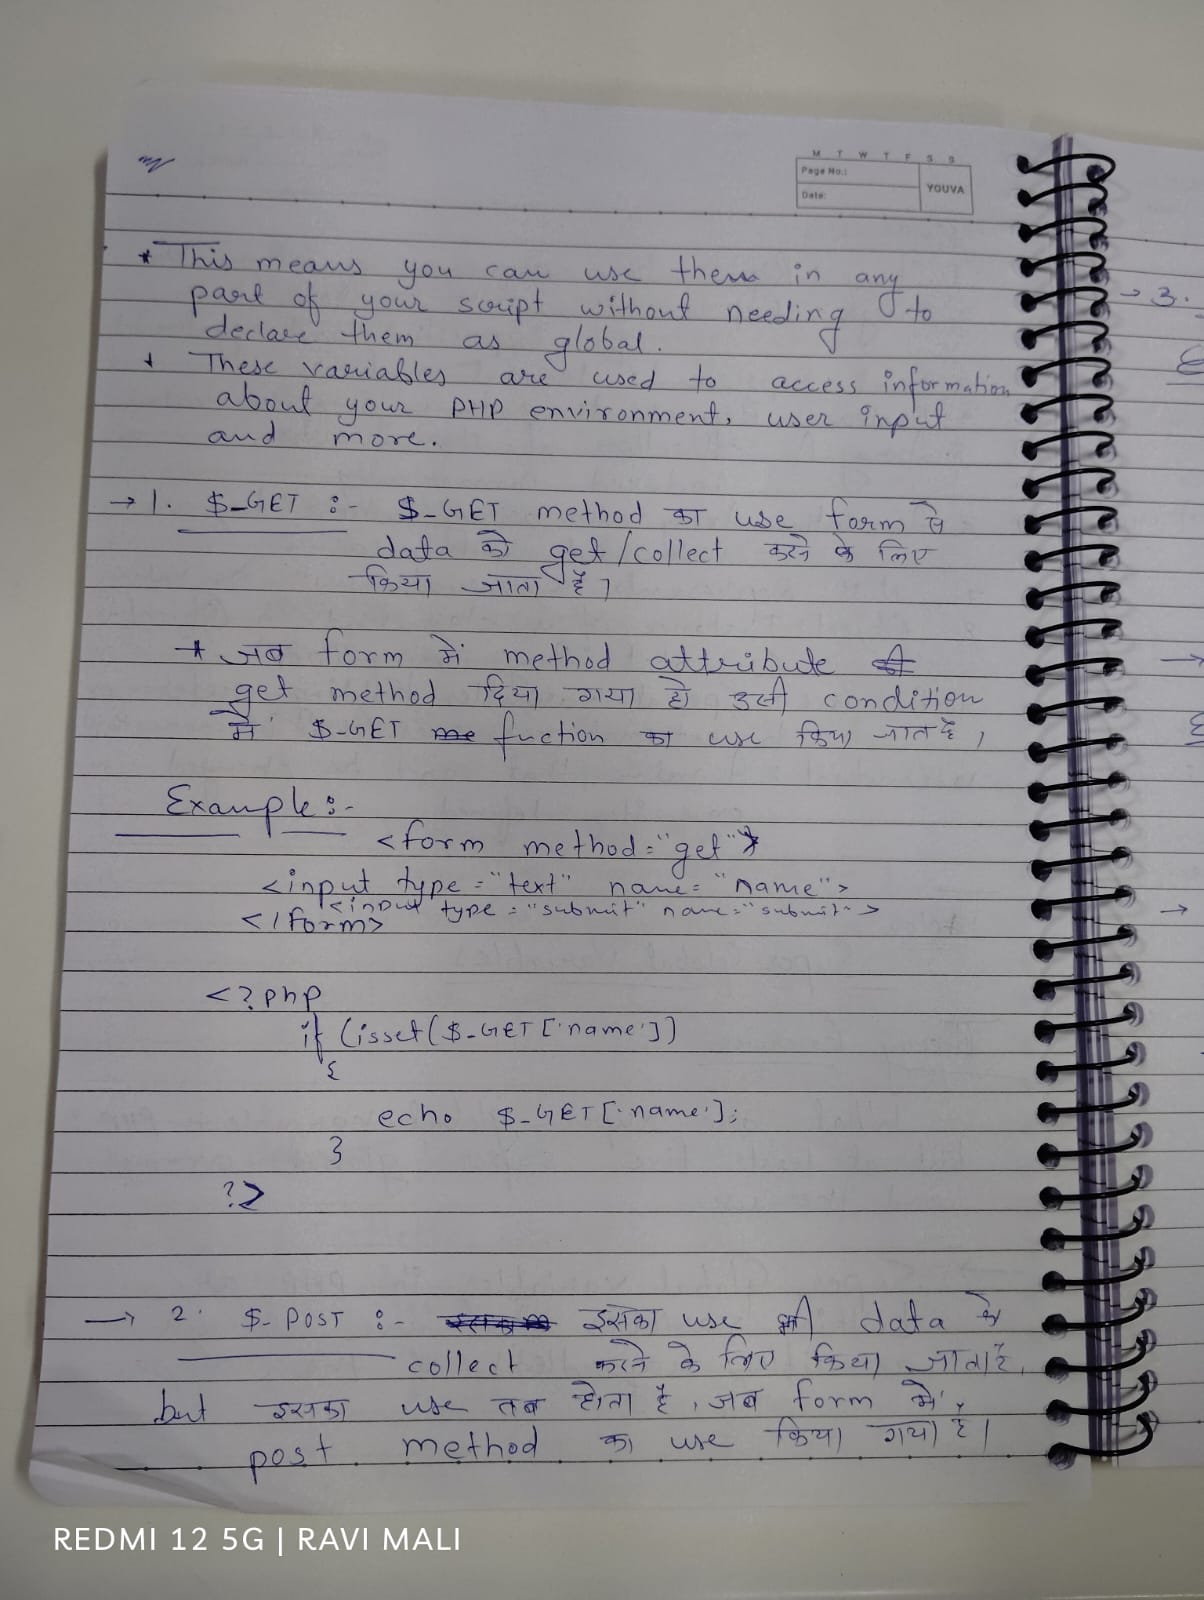 M T W T F S S
Page No.:
Date:
YOUVA
* This means you can use them in any
part of your script without needing to
declare them as global.
* These variables are used to access information
about your PHP environment, user input
and more.
→ 1. $_GET :- $_GET method का use form से
data को get/collect करने के लिए
किया जाता है।
* जब form में method attribute
get method दिया गया हो उसी condition
में $_GET fuction का use किया जात है,
Example :-
<form method="get">
<input type="text" name="name">
<input type="submit" name="submit">
</form>
<?php
if (isset($_GET['name'])
{
echo $_GET['name'];
}
?>
→ 2. $_POST :- इसका use भी data को
collect करने के लिए किया जाता है,
but इसका use तब होता है, जब form में
post method का use किया गया है।
→ 3.
REDMI 12 5G | RAVI MALI